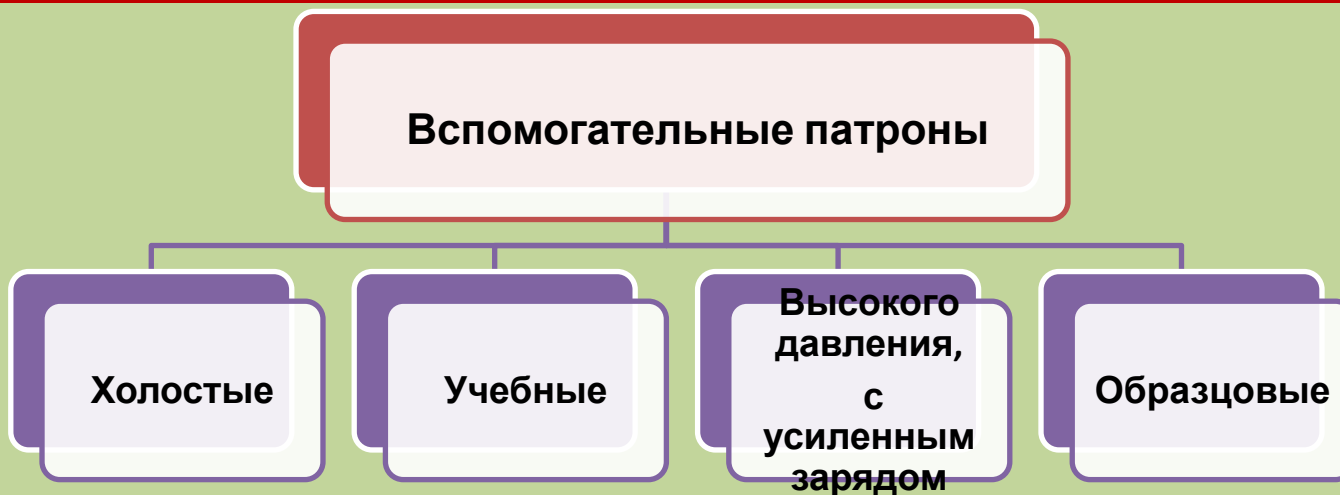 Вспомогательные патроны
Холостые
Учебные
Высокого
давления,
с
усиленным
зарядом
Образцовые